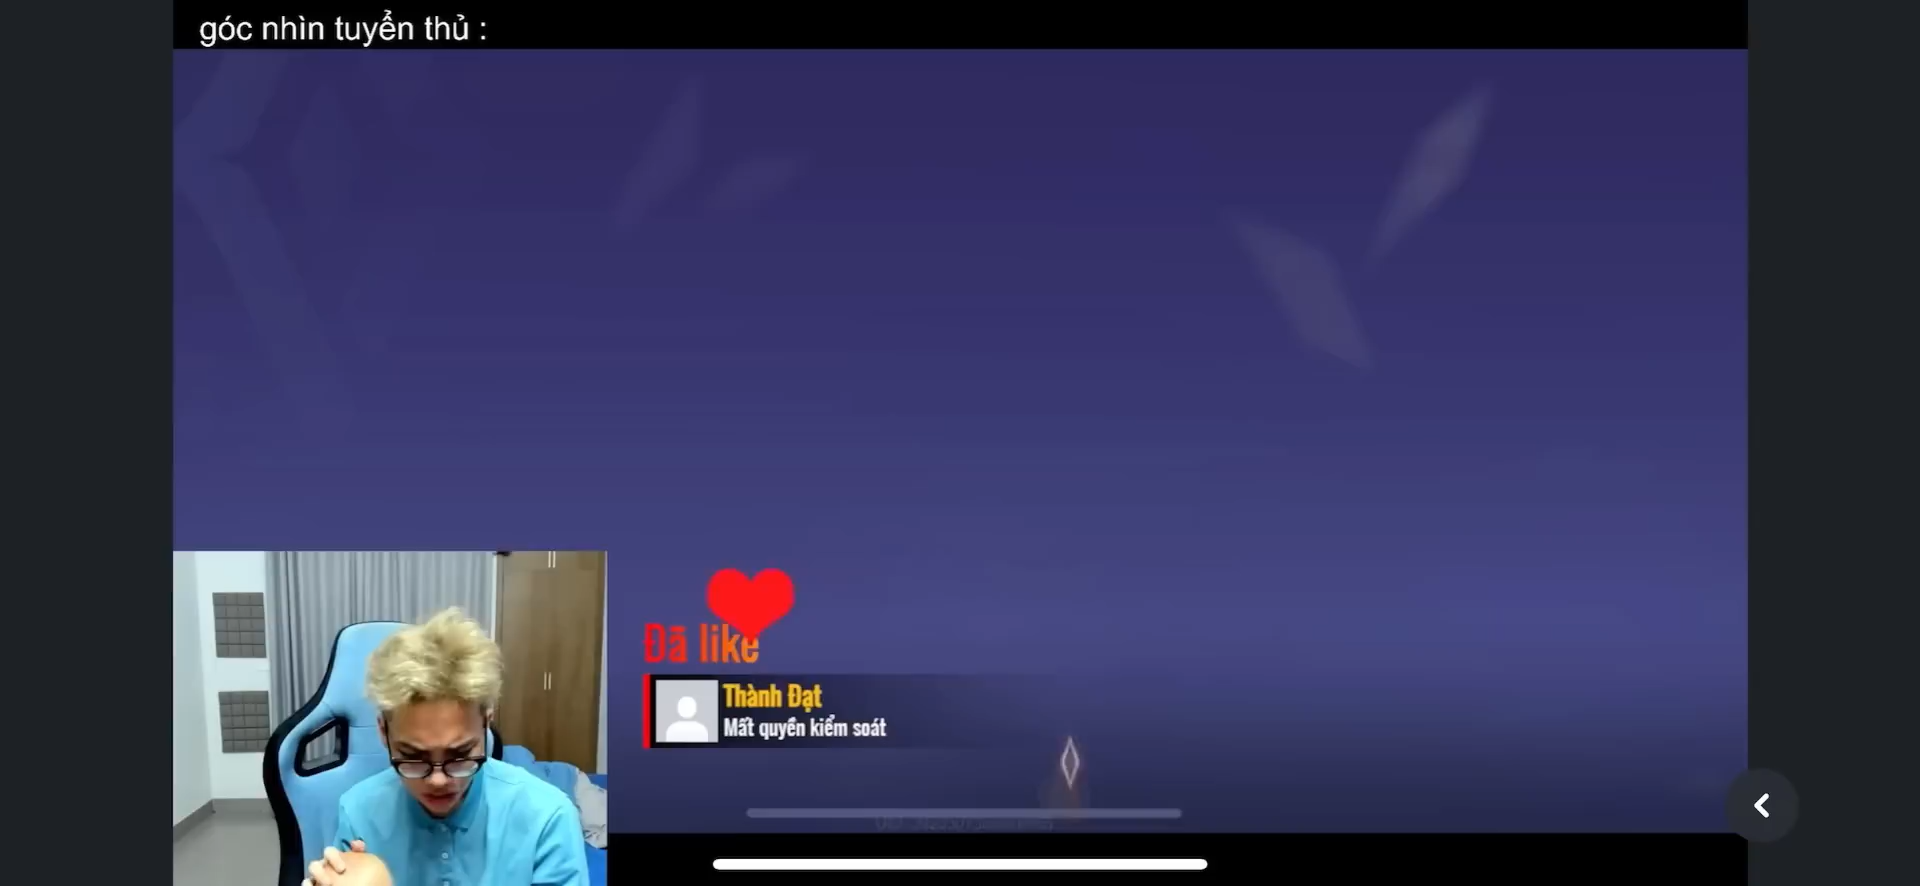 góc nhìn tuyển thủ :
Đã like
Thành Đạt
Mất quyền kiểm soát